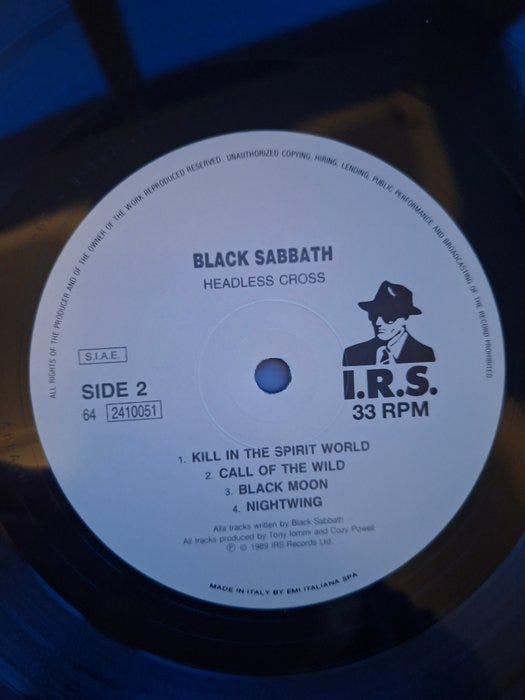 ALL RIGHTS OF THE PRODUCER AND OF THE OWNER OF THE WORK REPRODUCED RESERVED. UNAUTHORIZED COPYING, HIRING, LENDING, PUBLIC PERFORMANCE AND BROADCASTING OF THE RECORD PROHIBITED
BLACK SABBATH
HEADLESS CROSS
S.I.A.E.
SIDE 2
64 2410051
I.R.S.
33 RPM
1. KILL IN THE SPIRIT WORLD
2. CALL OF THE WILD
3. BLACK MOON
4. NIGHTWING
Alla tracks written by Black Sabbath
All tracks produced by Tony Iommi and Cozy Powell
℗ © 1989 IRS Records Ltd.
MADE IN ITALY BY EMI ITALIANA SPA